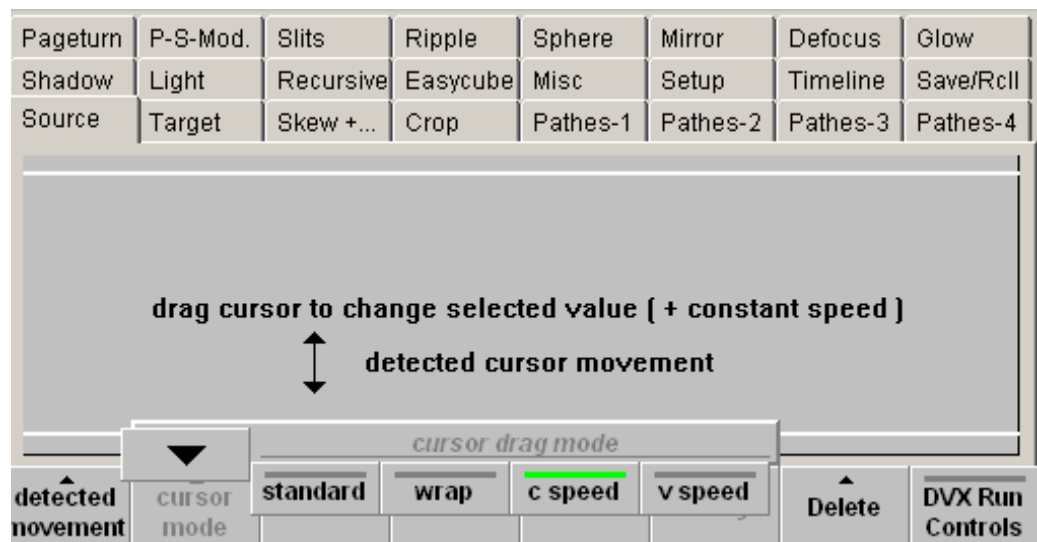 Pageturn P-S-Mod. Slits Ripple Sphere Mirror Defocus Glow
Shadow Light Recursive Easycube Misc Setup Timeline Save/Rcll
Source Target Skew +... Crop Pathes-1 Pathes-2 Pathes-3 Pathes-4
drag cursor to change selected value ( + constant speed )
detected cursor movement
cursor drag mode
detected movement
cursor mode
standard wrap c speed v speed
Delete
DVX Run Controls